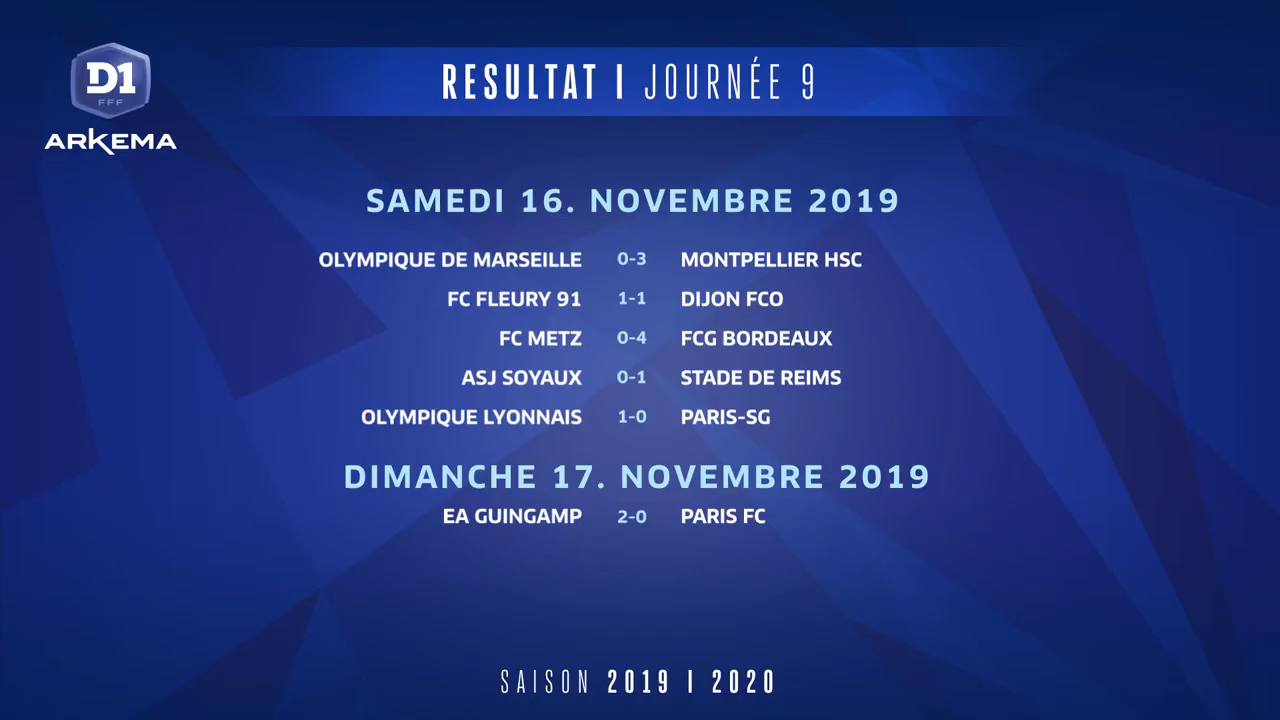 D1
FFF
ARKEMA
RESULTAT I JOURNÉE 9
SAMEDI 16. NOVEMBRE 2019
OLYMPIQUE DE MARSEILLE 0-3 MONTPELLIER HSC
FC FLEURY 91 1-1 DIJON FCO
FC METZ 0-4 FCG BORDEAUX
ASJ SOYAUX 0-1 STADE DE REIMS
OLYMPIQUE LYONNAIS 1-0 PARIS-SG
DIMANCHE 17. NOVEMBRE 2019
EA GUINGAMP 2-0 PARIS FC
SAISON 2019 I 2020